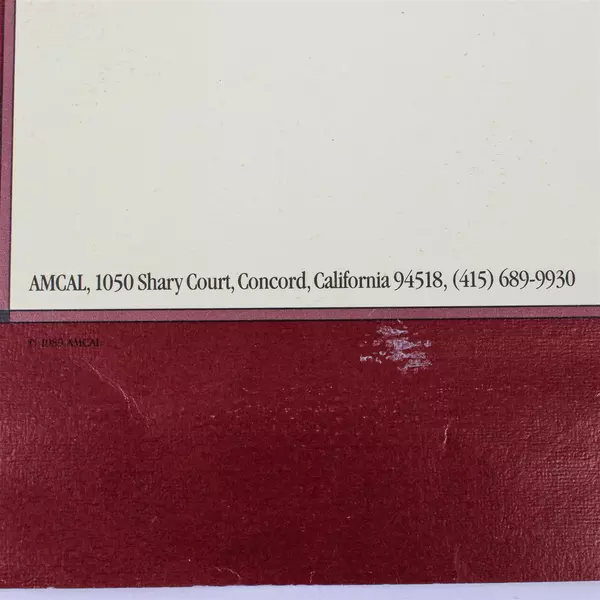 AMCAL, 1050 Shary Court, Concord, California 94518, (415) 689-9930
© 1989 AMCAL